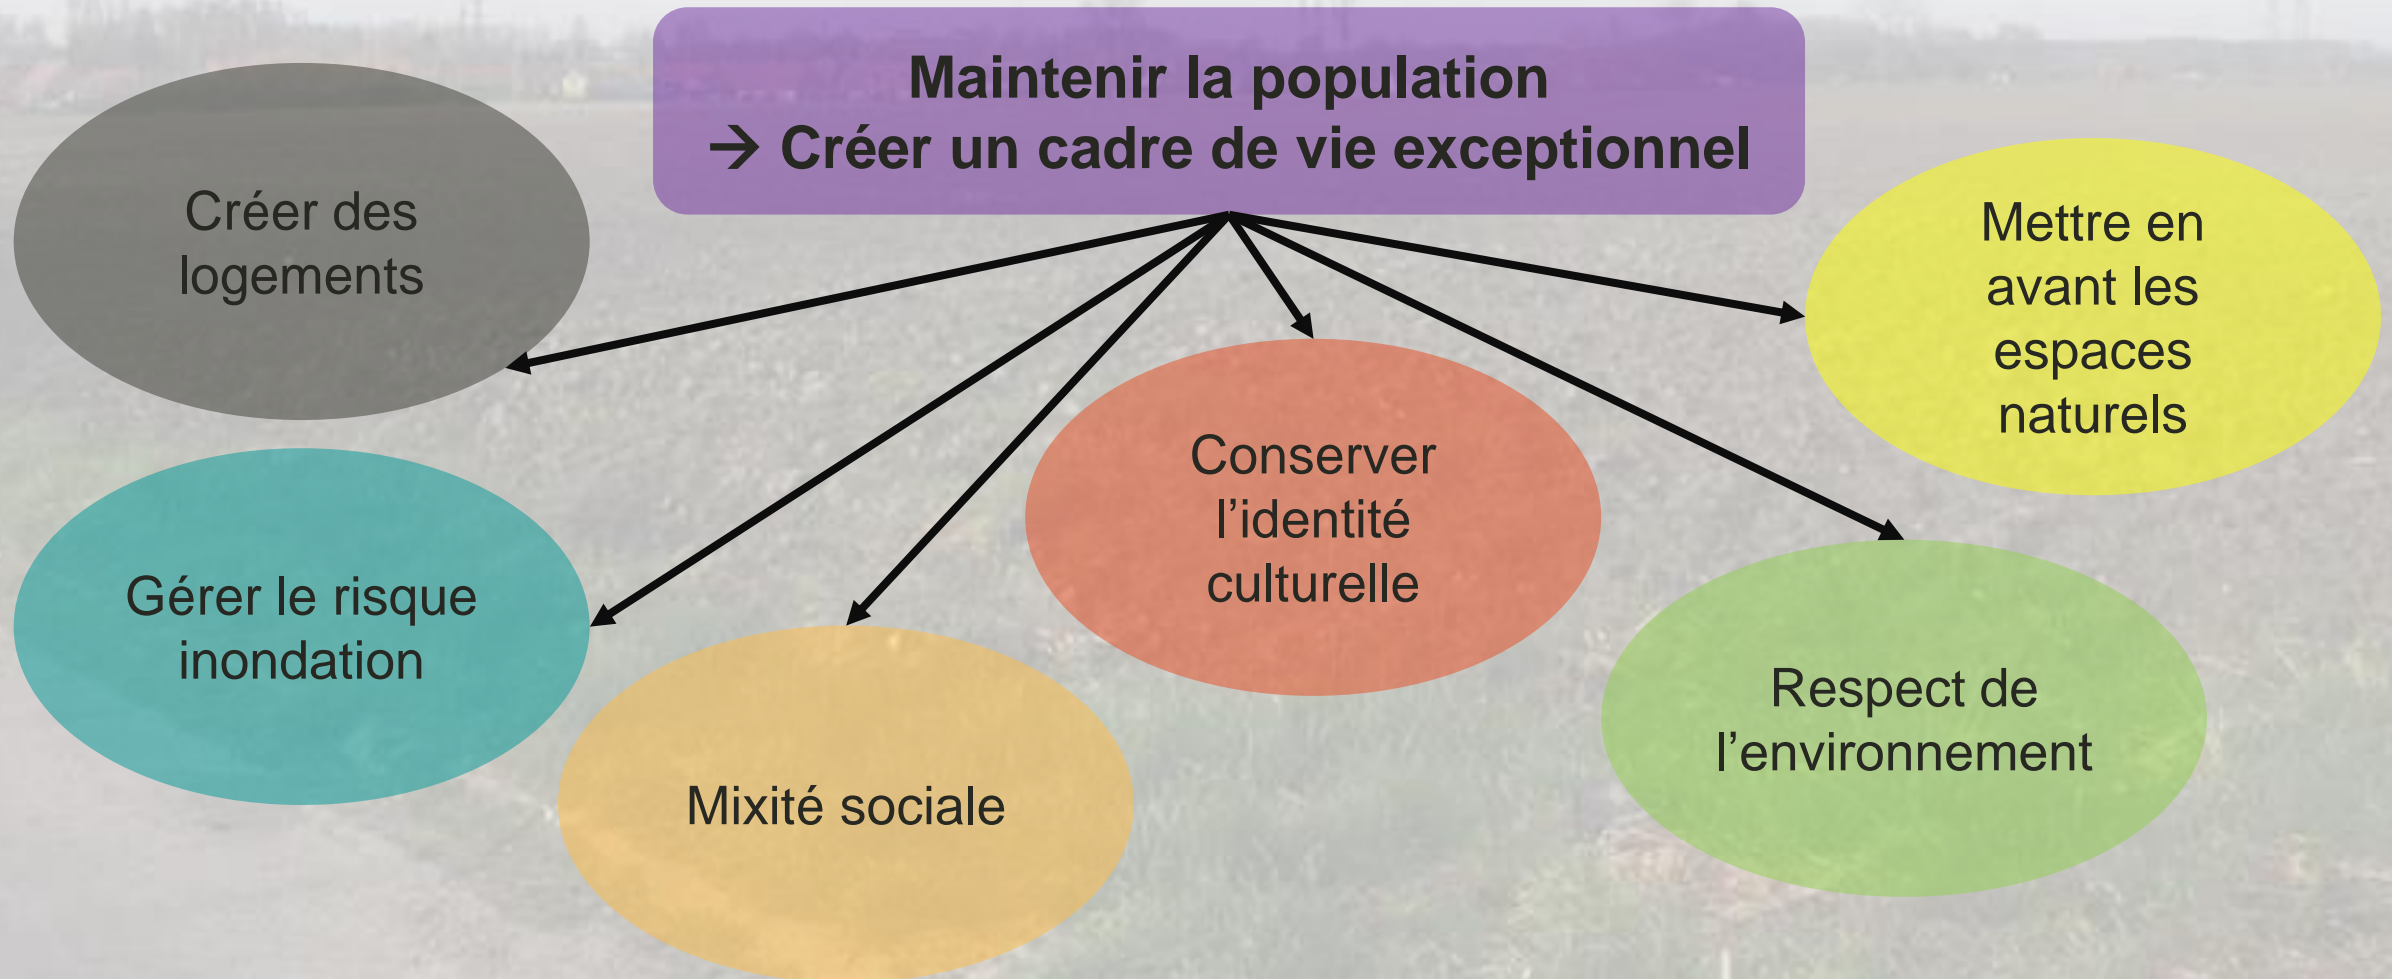 Maintenir la population
→ Créer un cadre de vie exceptionnel
Créer des
logements
Mettre en
avant les
espaces
naturels
Conserver
l’identité
culturelle
Gérer le risque
inondation
Respect de
l’environnement
Mixité sociale